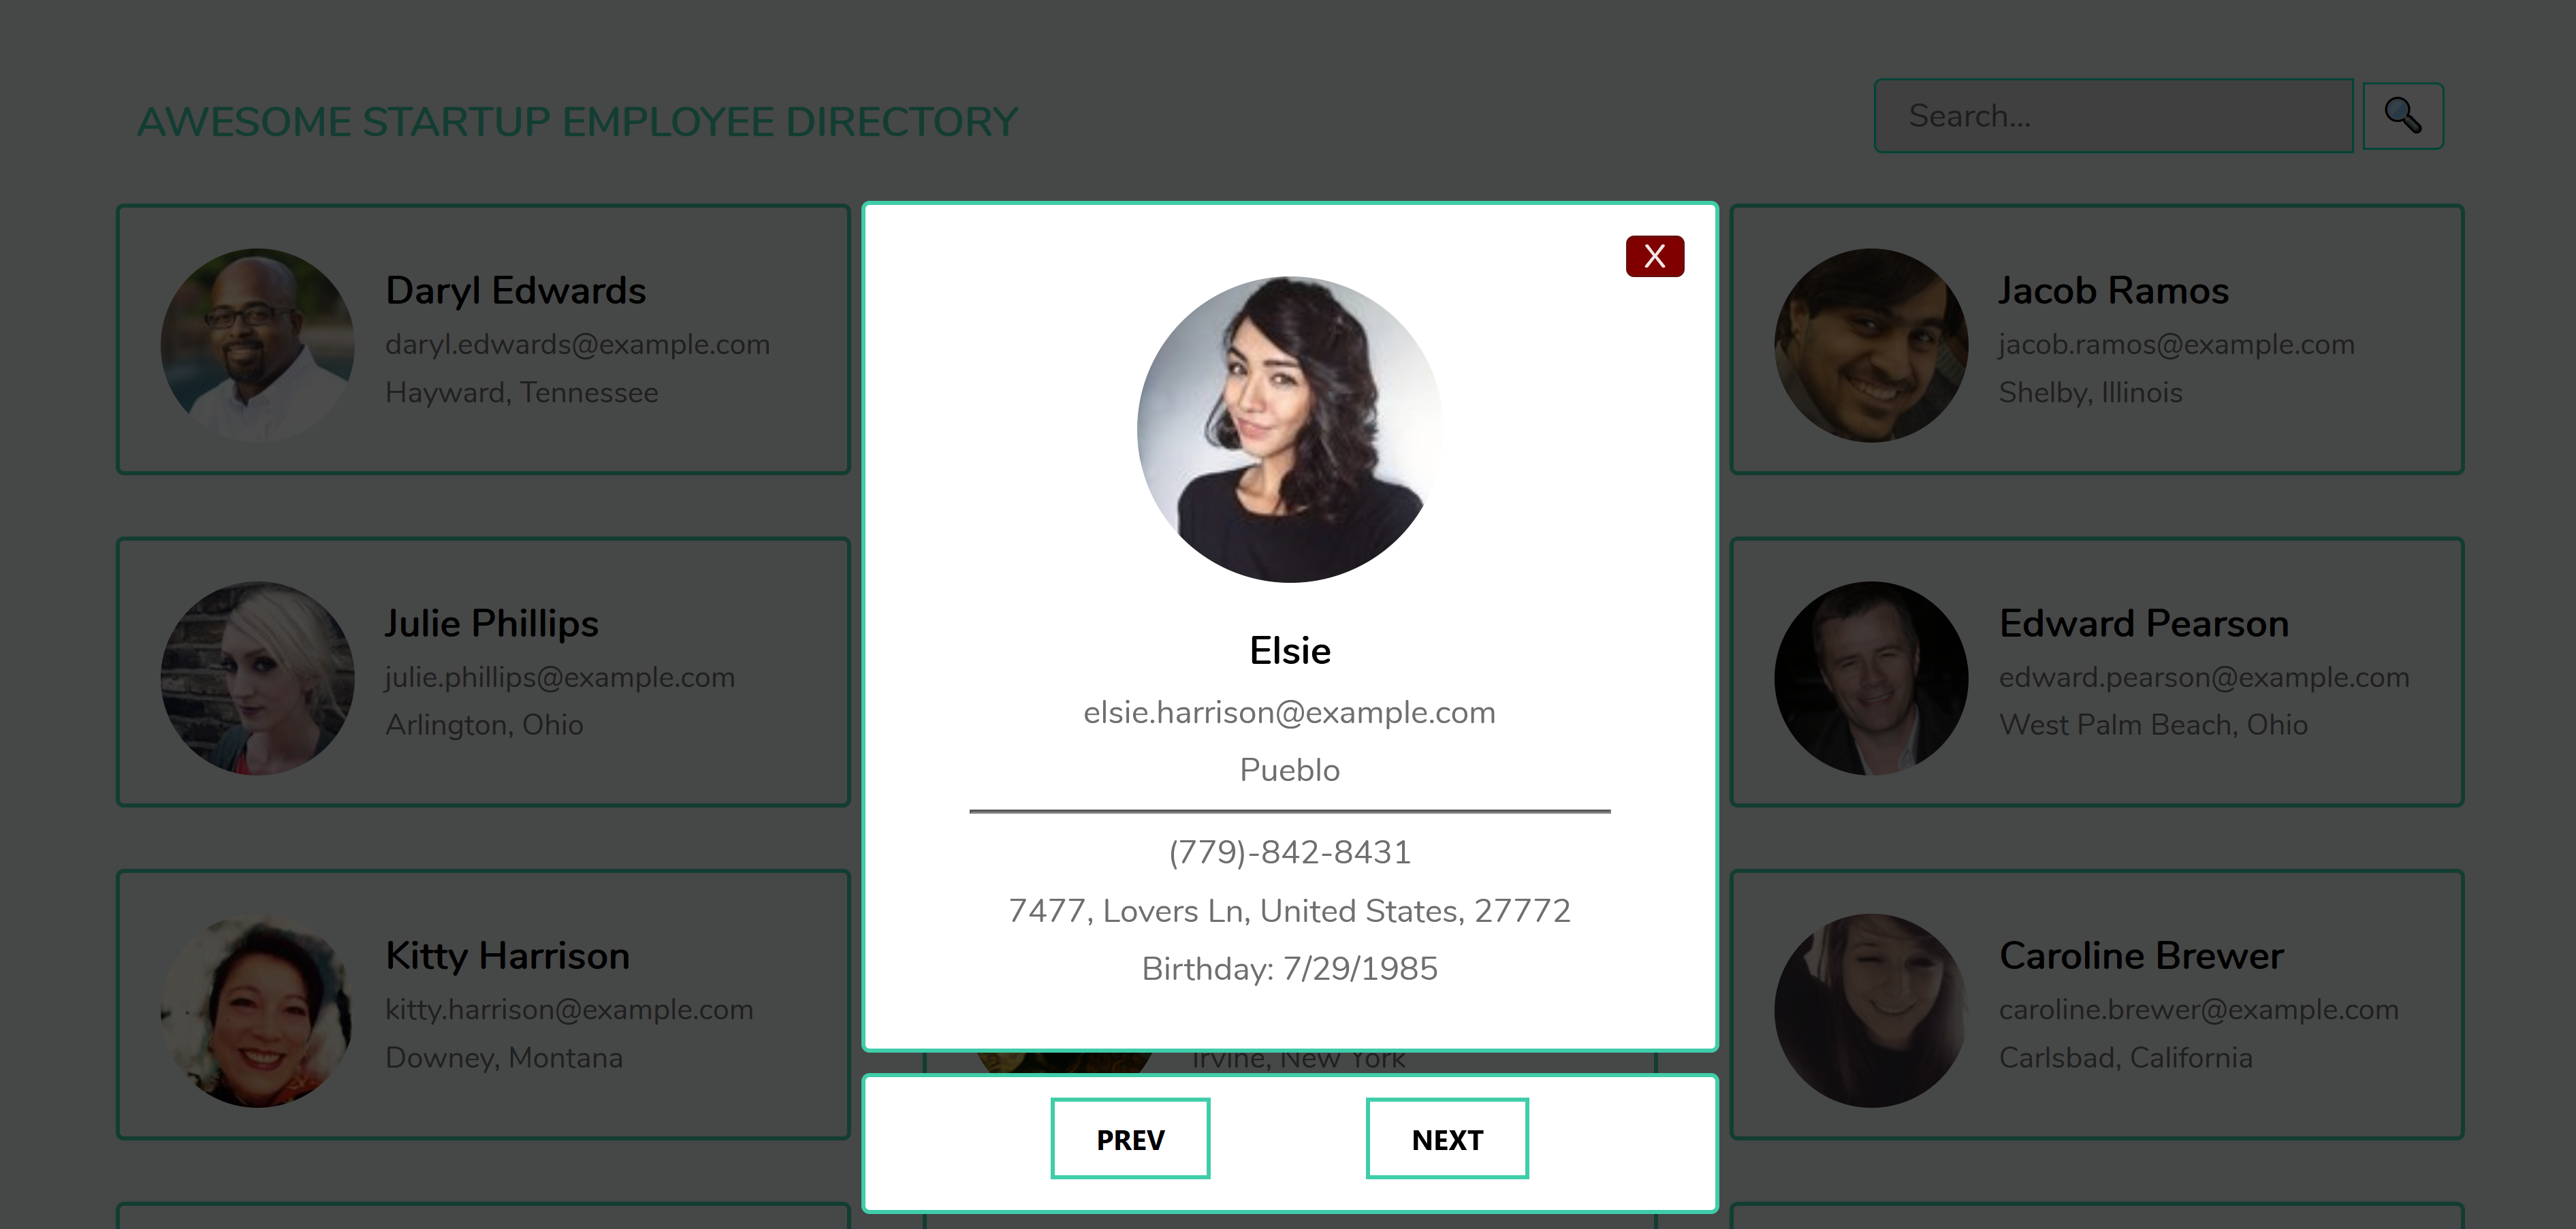 AWESOME STARTUP EMPLOYEE DIRECTORY
Search...
Daryl Edwards
daryl.edwards@example.com
Hayward, Tennessee
X
Elsie
elsie.harrison@example.com
Pueblo
(779)-842-8431
7477, Lovers Ln, United States, 27772
Birthday: 7/29/1985
Jacob Ramos
jacob.ramos@example.com
Shelby, Illinois
Julie Phillips
julie.phillips@example.com
Arlington, Ohio
Edward Pearson
edward.pearson@example.com
West Palm Beach, Ohio
Kitty Harrison
kitty.harrison@example.com
Downey, Montana
Irvine, New York
Caroline Brewer
caroline.brewer@example.com
Carlsbad, California
PREV
NEXT